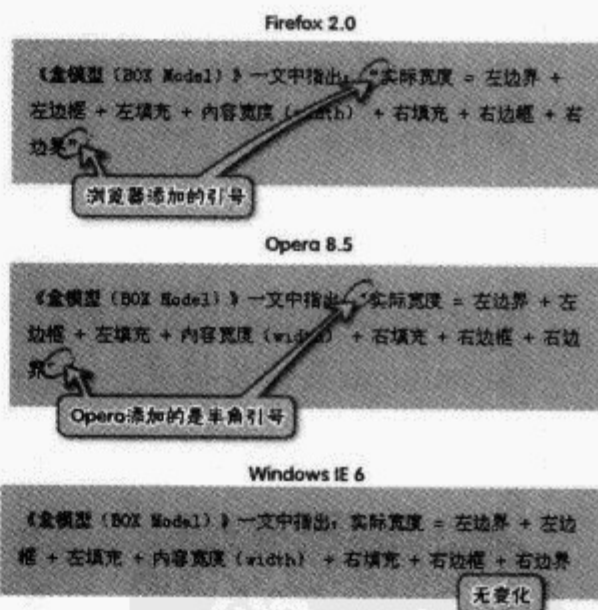 Firefox 2.0
《盒模型（BOX Model）》一文中指出：“实际宽度 = 左边界 +
左边框 + 左填充 + 内容宽度（width） + 右填充 + 右边框 + 右
边界”
浏览器添加的引号
Opera 8.5
《盒模型（BOX Model）》一文中指出："实际宽度 = 左边界 + 左
边框 + 左填充 + 内容宽度（width） + 右填充 + 右边框 + 右边
界"
Opera添加的是半角引号
Windows IE 6
《盒模型（BOX Model）》一文中指出：实际宽度 = 左边界 + 左边
框 + 左填充 + 内容宽度（width） + 右填充 + 右边框 + 右边界
无变化